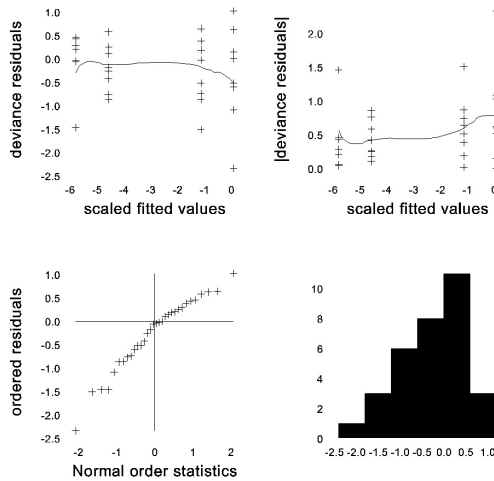 deviance residuals
1.0
0.5
0.0
-0.5
-1.0
-1.5
-2.0
-2.5
-6 -5 -4 -3 -2 -1 0
scaled fitted values
|deviance residuals|
2.0
1.5
1.0
0.5
0.0
-6 -5 -4 -3 -2 -1 0
scaled fitted values
ordered residuals
1.0
0.5
0.0
-0.5
-1.0
-1.5
-2.0
-2.5
-2 -1 0 1 2
Normal order statistics
10
8
6
4
2
0
-2.5 -2.0 -1.5 -1.0 -0.5 0.0 0.5 1.0